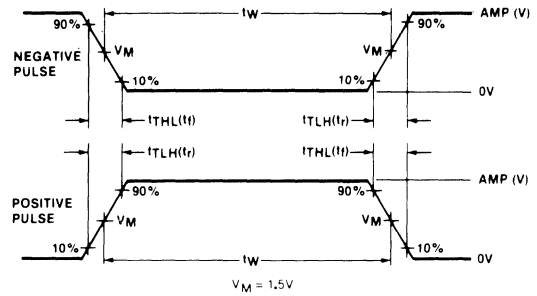 tW
90%
VM
VM
90%
AMP (V)
NEGATIVE
PULSE
10%
10%
0V
tTHL(tf)
tTLH(tr)
tTLH(tr)
tTHL(tf)
POSITIVE
PULSE
90%
90%
AMP (V)
VM
VM
10%
10%
0V
tW
VM = 1.5V